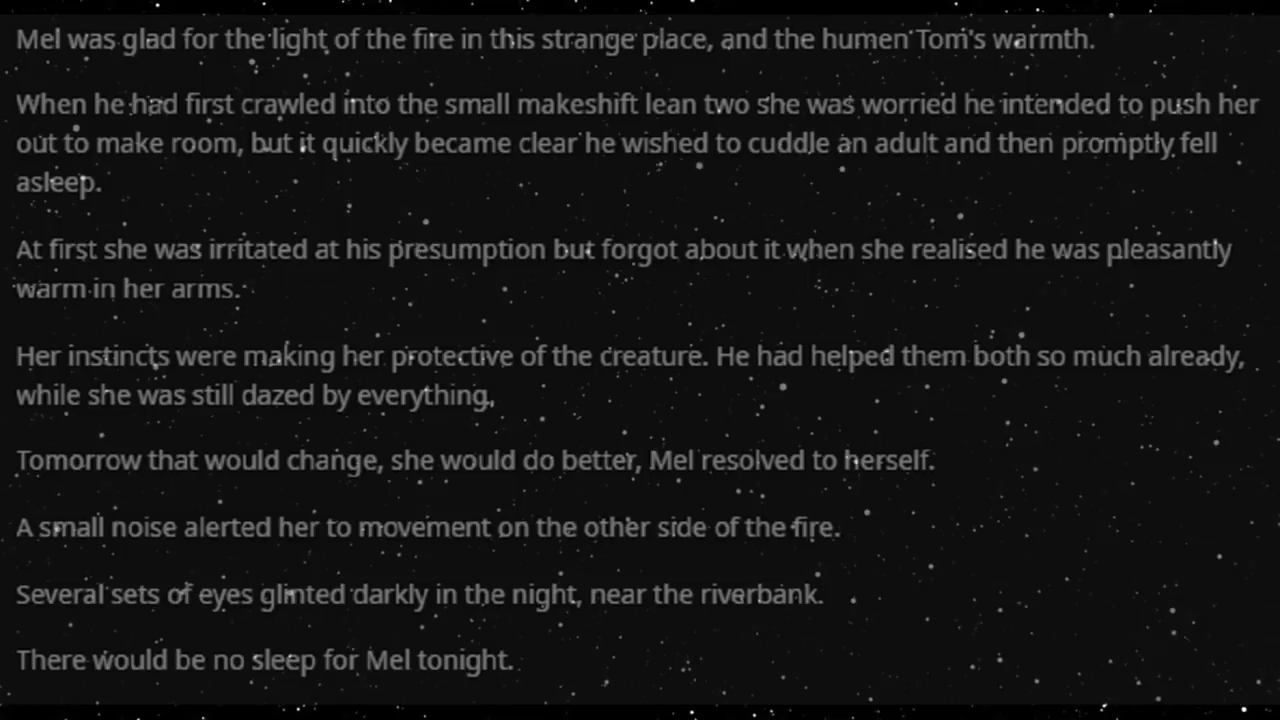 Mel was glad for the light of the fire in this strange place, and the humen Tom's warmth.
When he had first crawled into the small makeshift lean two she was worried he intended to push her
out to make room, but it quickly became clear he wished to cuddle an adult and then promptly fell
asleep.
At first she was irritated at his presumption but forgot about it when she realised he was pleasantly
warm in her arms.
Her instincts were making her protective of the creature. He had helped them both so much already,
while she was still dazed by everything.
Tomorrow that would change, she would do better, Mel resolved to herself.
A small noise alerted her to movement on the other side of the fire.
Several sets of eyes glinted darkly in the night, near the riverbank.
There would be no sleep for Mel tonight.